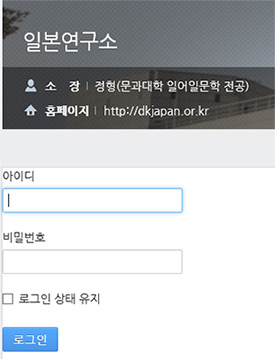 일본연구소
소 장 | 정형(문과대학 일어일문학 전공)
홈페이지 | http://dkjapan.or.kr
아이디
비밀번호
로그인 상태 유지
로그인